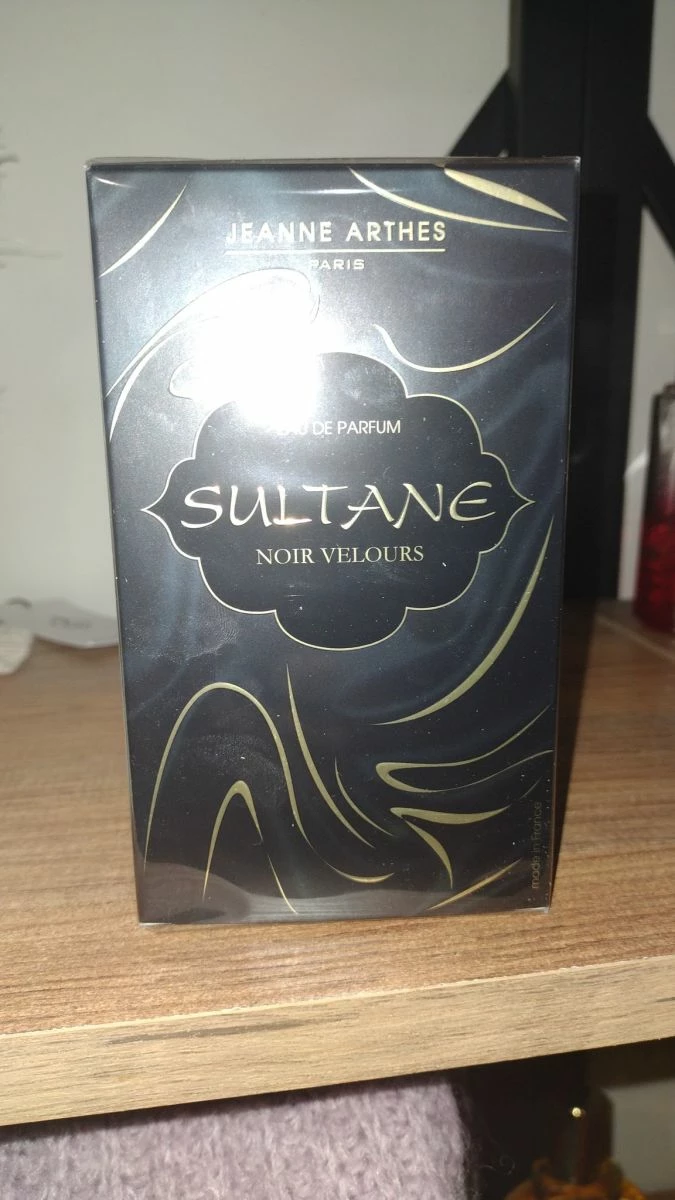 JEANNE ARTHES
PARIS
EAU DE PARFUM
SULTANE
NOIR VELOURS
made in France